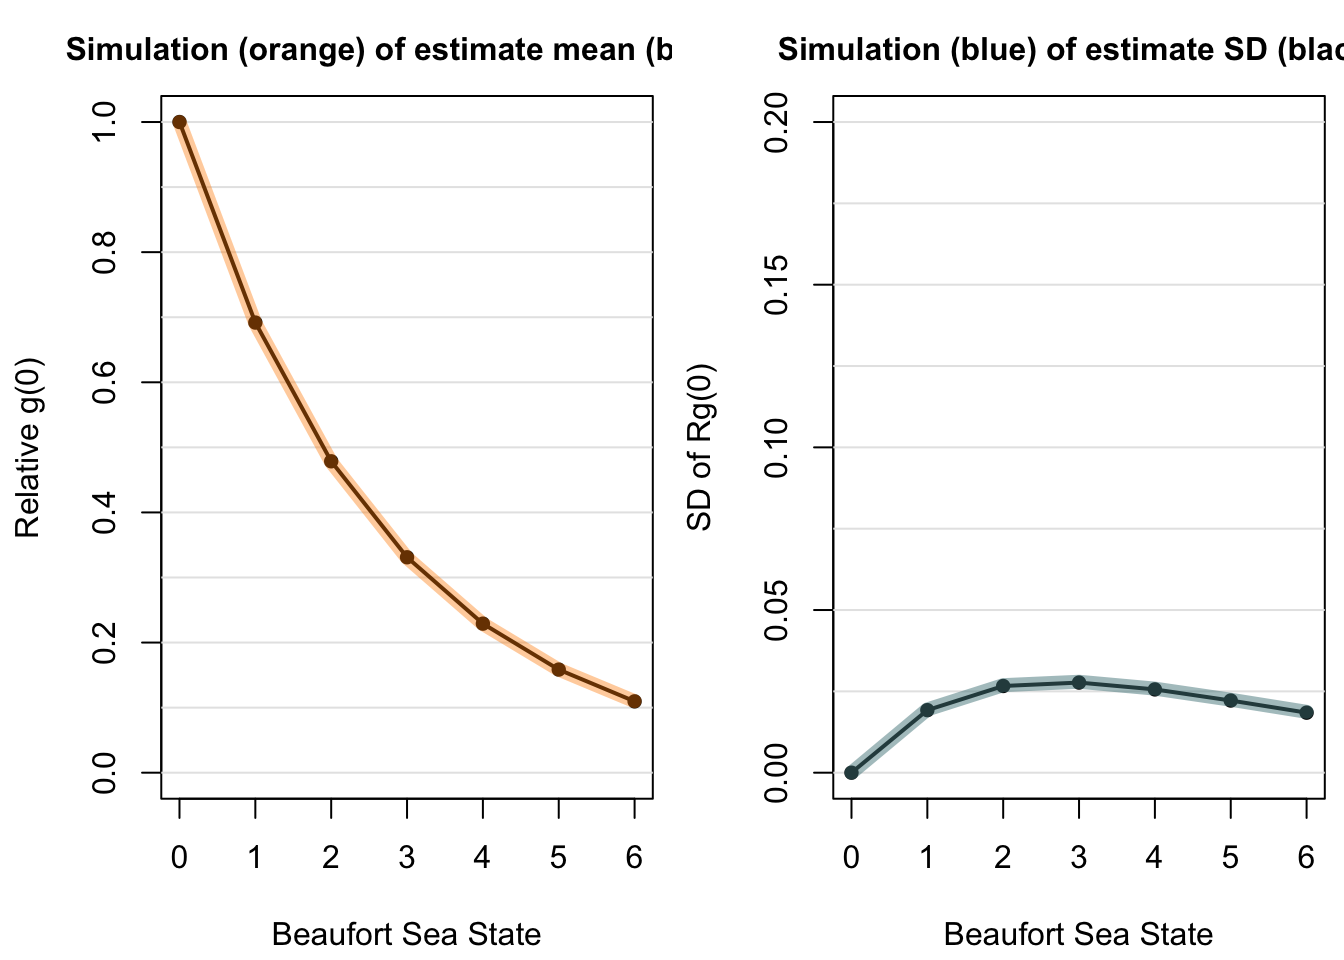 Simulation (orange) of estimate mean (b
Relative g(0)
1.0
0.8
0.6
0.4
0.2
0.0
0 1 2 3 4 5 6
Beaufort Sea State
Simulation (blue) of estimate SD (blac
SD of Rg(0)
0.20
0.15
0.10
0.05
0.00
0 1 2 3 4 5 6
Beaufort Sea State